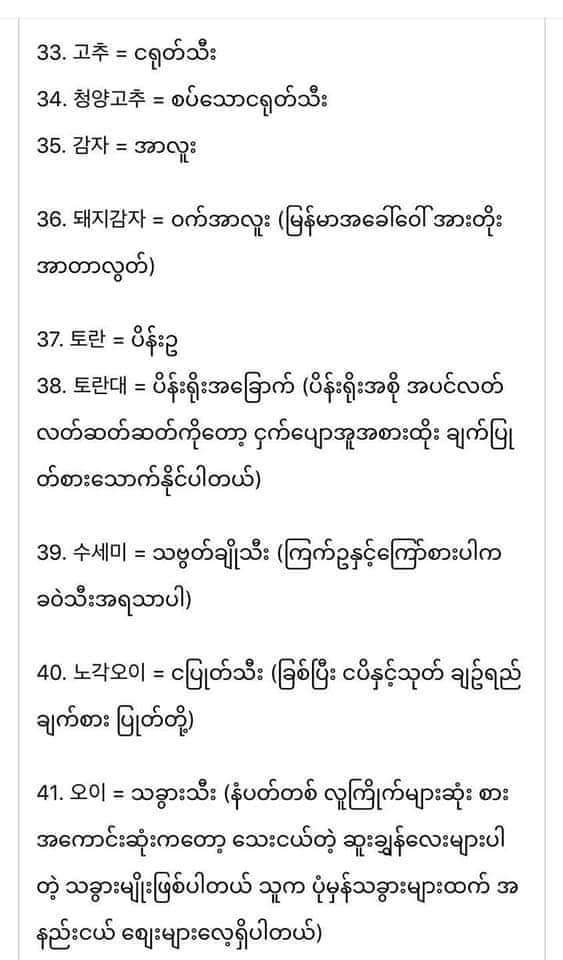 33. 고추 = ငရုတ်သီး
34. 청양고추 = စပ်သောငရုတ်သီး
35. 감자 = အာလူး
36. 돼지감자 = ဝက်အာလူး (မြန်မာအခေါ်ဝေါ် အားတိုး
အာတာလွတ်)
37. 토란 = ပိန်းဥ
38. 토란대 = ပိန်းရိုးအခြောက် (ပိန်းရိုးအစို အပင်လတ်
လတ်ဆတ်ဆတ်ကိုတော့ ငှက်ပျောအူအစားထိုး ချက်ပြု
တ်စားသောက်နိုင်ပါတယ်)
39. 수세미 = သဗွတ်ချိုသီး (ကြက်ဥနှင့်ကြော်စားပါက
ခဝဲသီးအရသာပါ)
40. 노각오이 = ငပြုတ်သီး (ခြစ်ပြီး ငပိနှင့်သုတ် ချဥ်ရည်
ချက်စား ပြုတ်တို့)
41. 오이 = သခွားသီး (နံပတ်တစ် လူကြိုက်များဆုံး စား
အကောင်းဆုံးကတော့ သေးငယ်တဲ့ ဆူးချွန်လေးများပါ
တဲ့ သခွားမျိုးဖြစ်ပါတယ် သူက ပုံမှန်သခွားများထက် အ
နည်းငယ် ဈေးများလေ့ရှိပါတယ်)